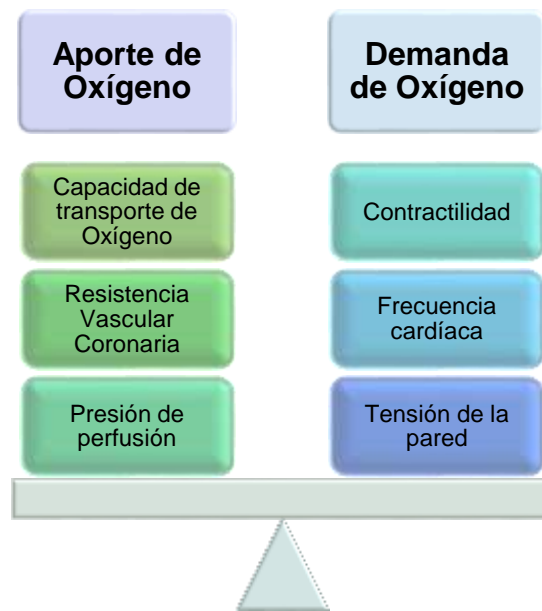 Aporte de
Oxígeno
Demanda
de Oxígeno
Capacidad de
transporte de
Oxígeno
Contractilidad
Resistencia
Vascular
Coronaria
Frecuencia
cardíaca
Presión de
perfusión
Tensión de la
pared